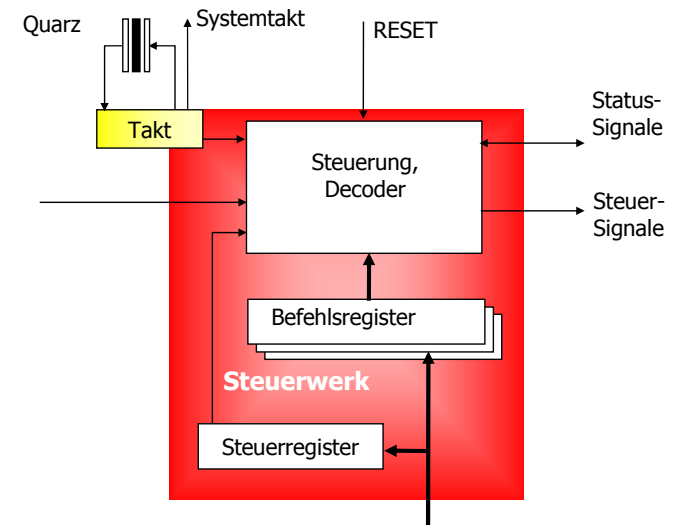 Quarz
Systemtakt
RESET
Takt
Status-
Signale
Steuerung,
Decoder
Steuer-
Signale
Befehlsregister
Steuerwerk
Steuerregister